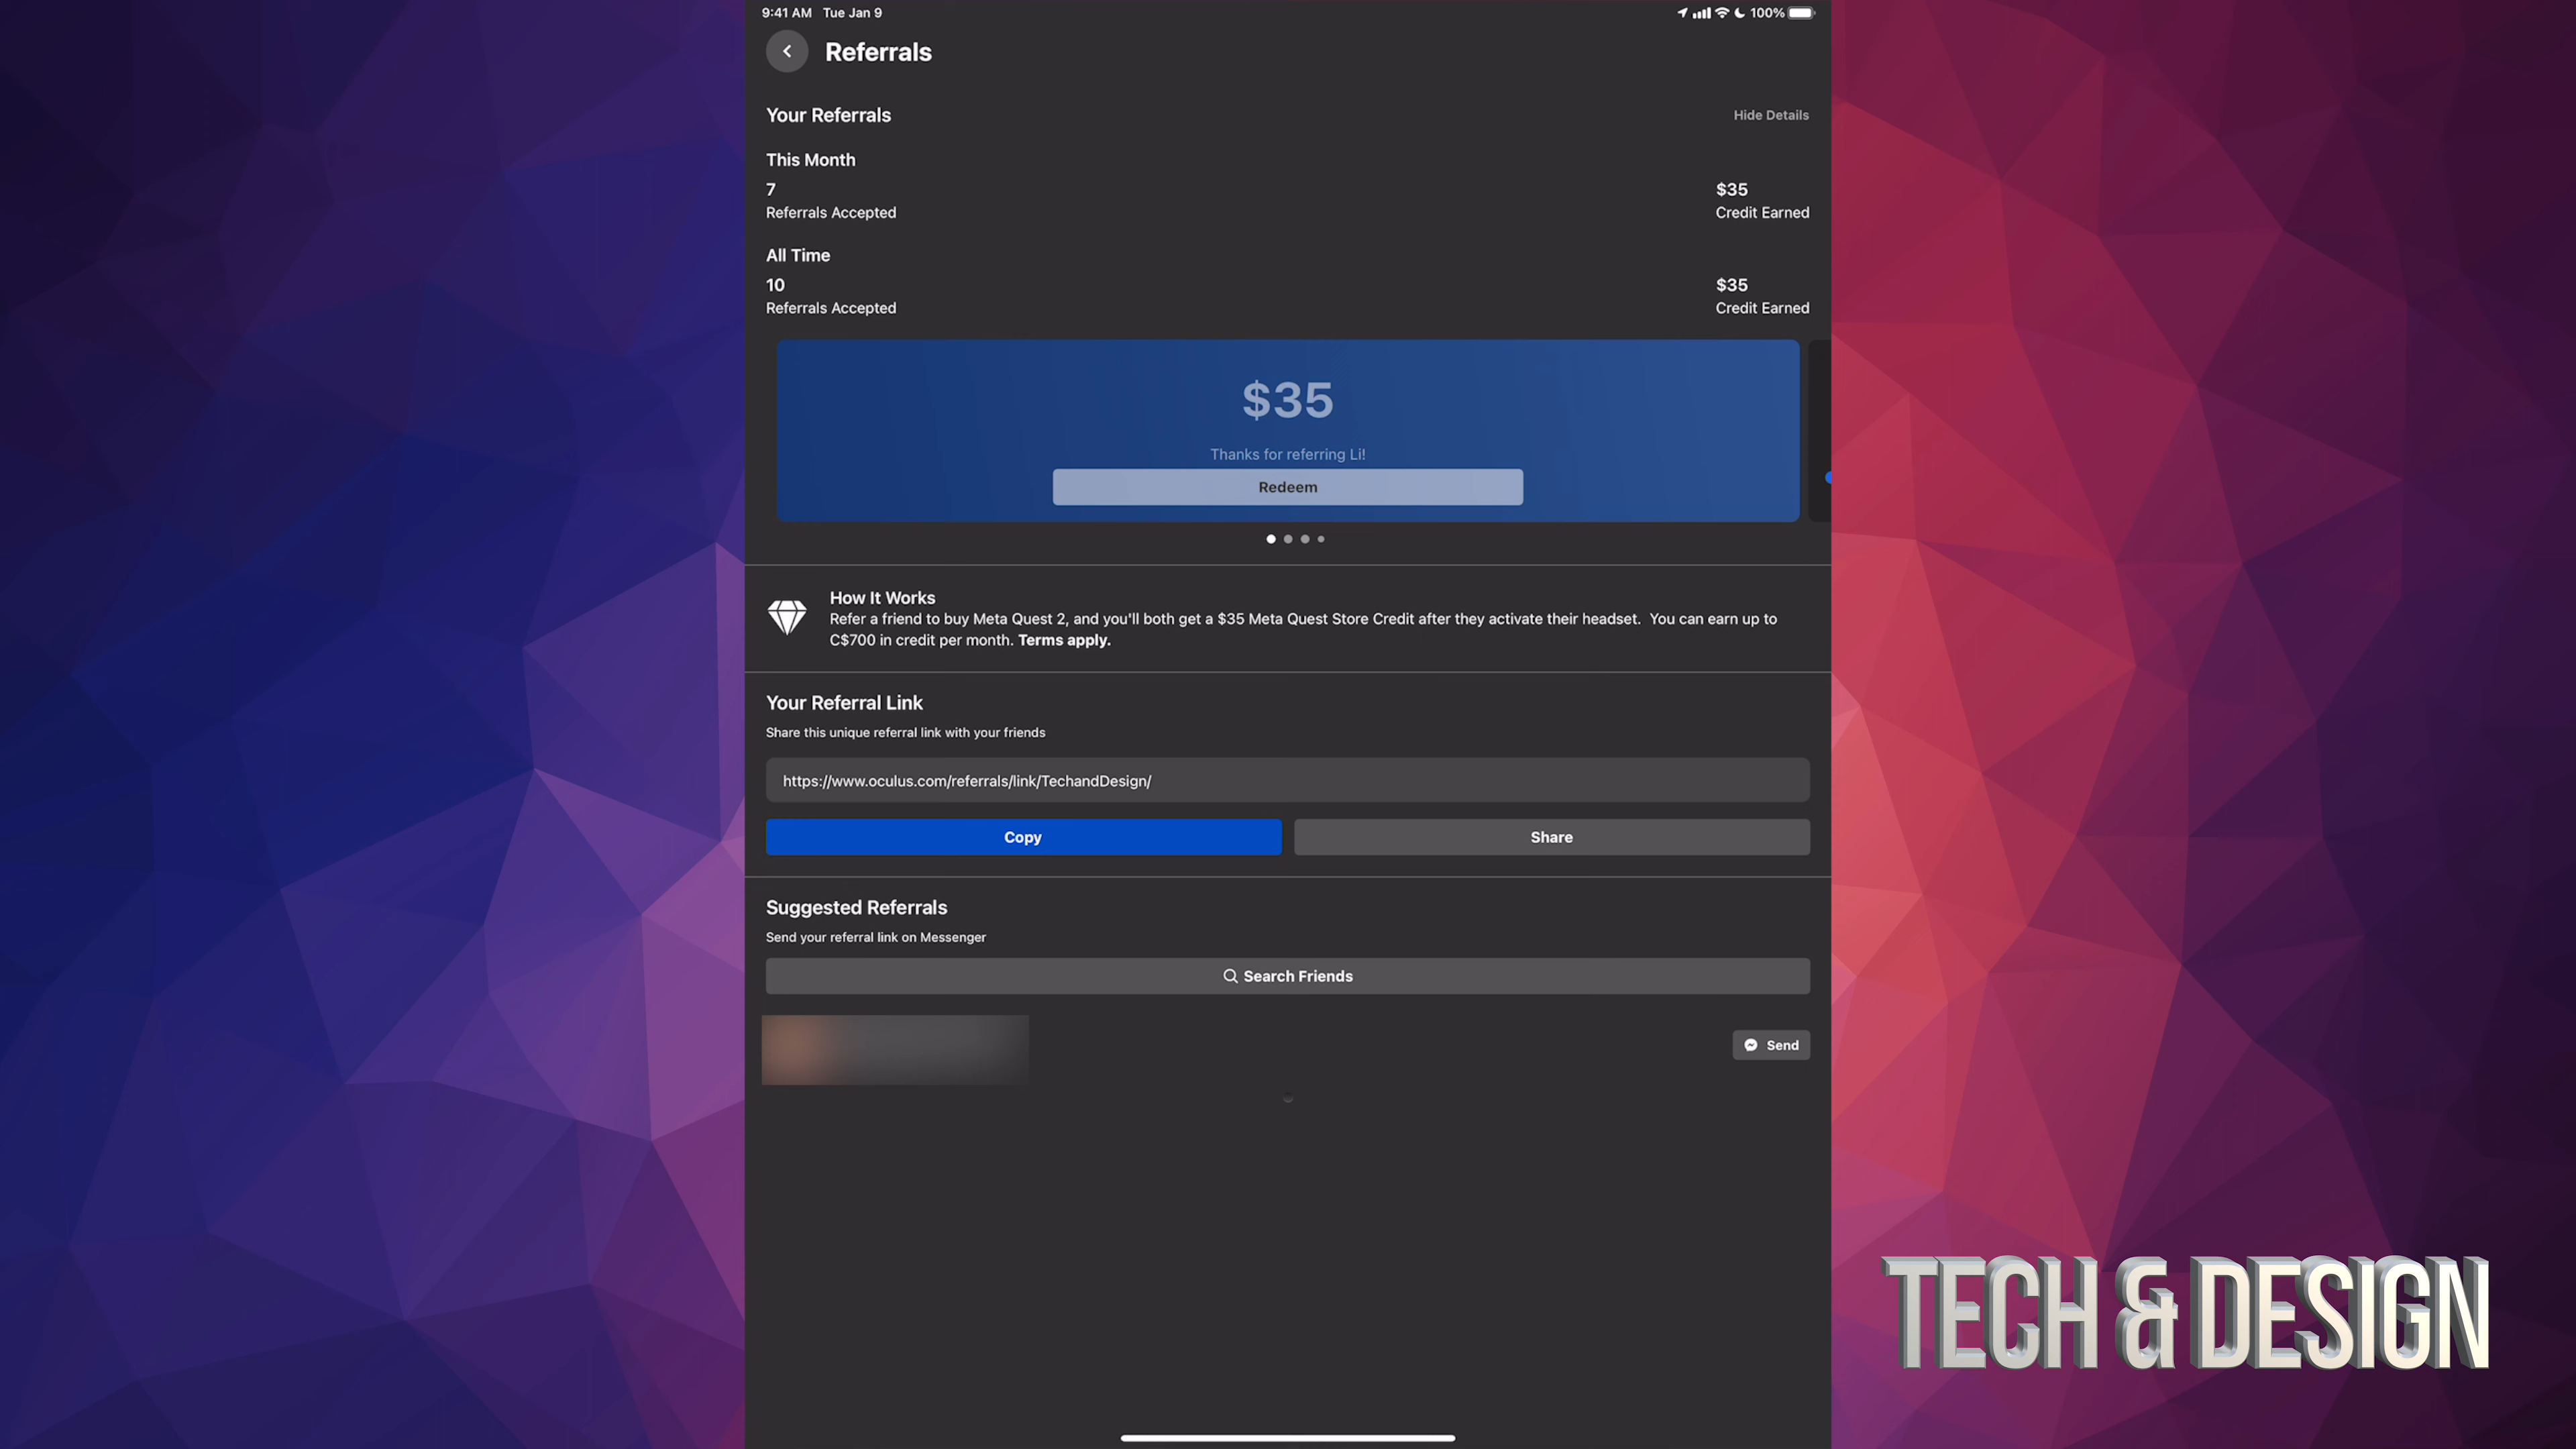 9:41 AM Tue Jan 9 100%
Referrals
Your Referrals Hide Details
This Month
7 $35
Referrals Accepted Credit Earned
All Time
10 $35
Referrals Accepted Credit Earned
$35
Thanks for referring Li!
Redeem
How It Works
Refer a friend to buy Meta Quest 2, and you'll both get a $35 Meta Quest Store Credit after they activate their headset. You can earn up to
C$700 in credit per month. Terms apply.
Your Referral Link
Share this unique referral link with your friends
https://www.oculus.com/referrals/link/TechandDesign/
Copy Share
Suggested Referrals
Send your referral link on Messenger
Search Friends
Send
TECH & DESIGN